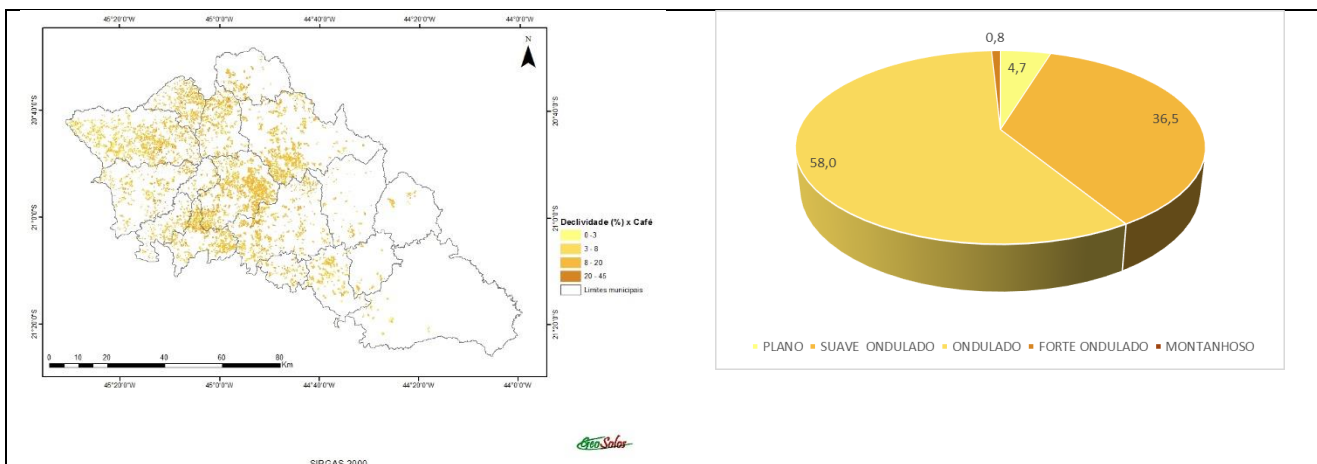 45°20'0"W 45°0'0"W 44°40'0"W 44°20'0"W 44°0'0"W
N
20°40'0"S 20°40'0"S
21°0'0"S 21°0'0"S
21°20'0"S 21°20'0"S
Declividade (%) x Café
0 -3
3 - 8
8 - 20
20 - 45
Limites municipais
0 10 20 40 60 80
Km
45°20'0"W 45°0'0"W 44°40'0"W 44°20'0"W 44°0'0"W
GeoSolos
SIRGAS 2000
0,8
4,7
36,5
58,0
PLANO SUAVE ONDULADO ONDULADO FORTE ONDULADO MONTANHOSO